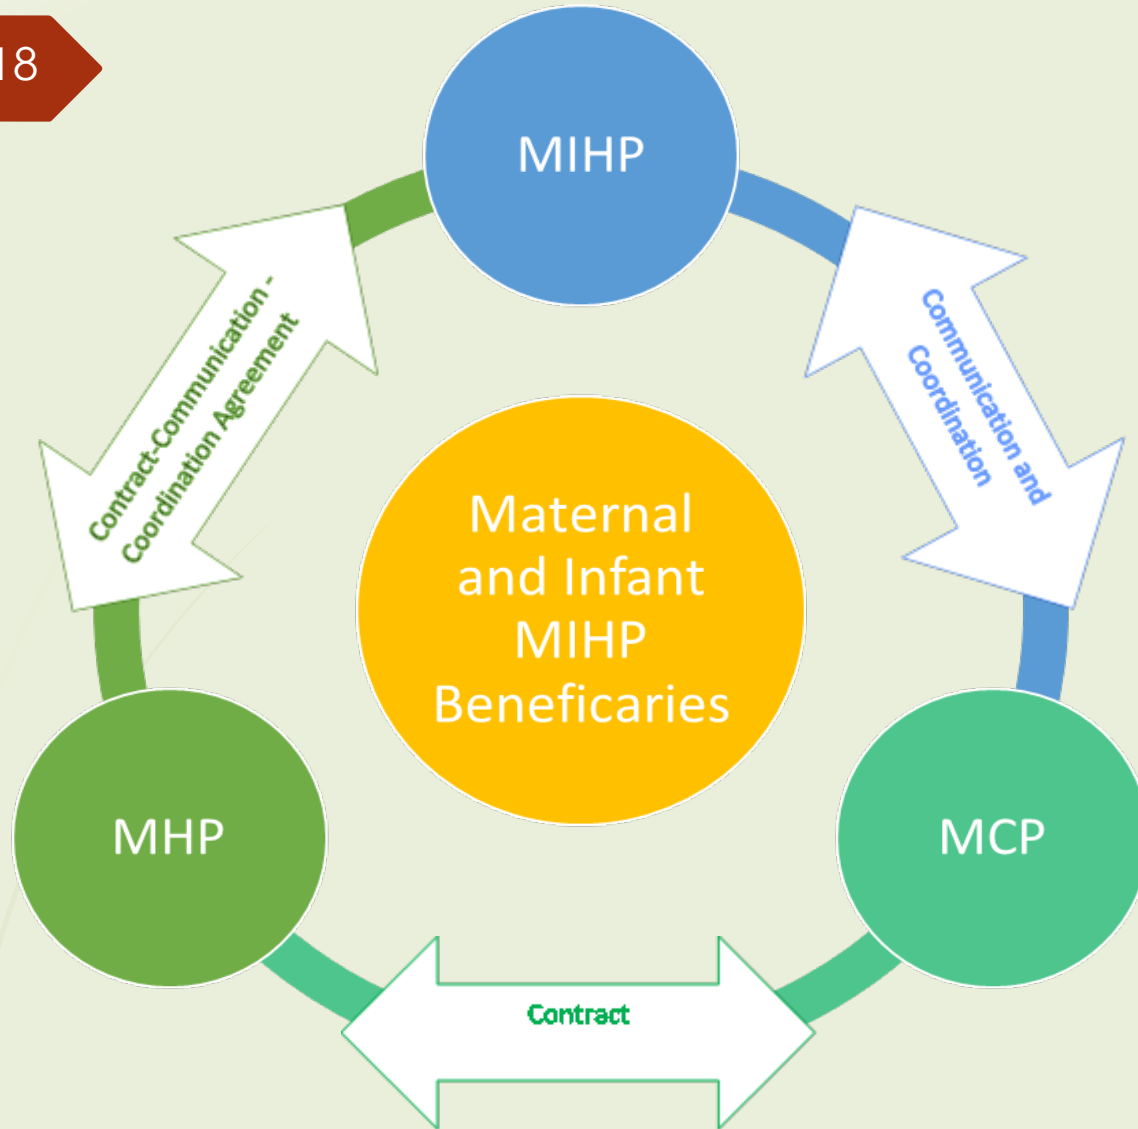 18
MIHP
Contract-Communication -
Coordination Agreement
Communication and
Coordination
Maternal
and Infant
MIHP
Beneficaries
MHP
MCP
Contract